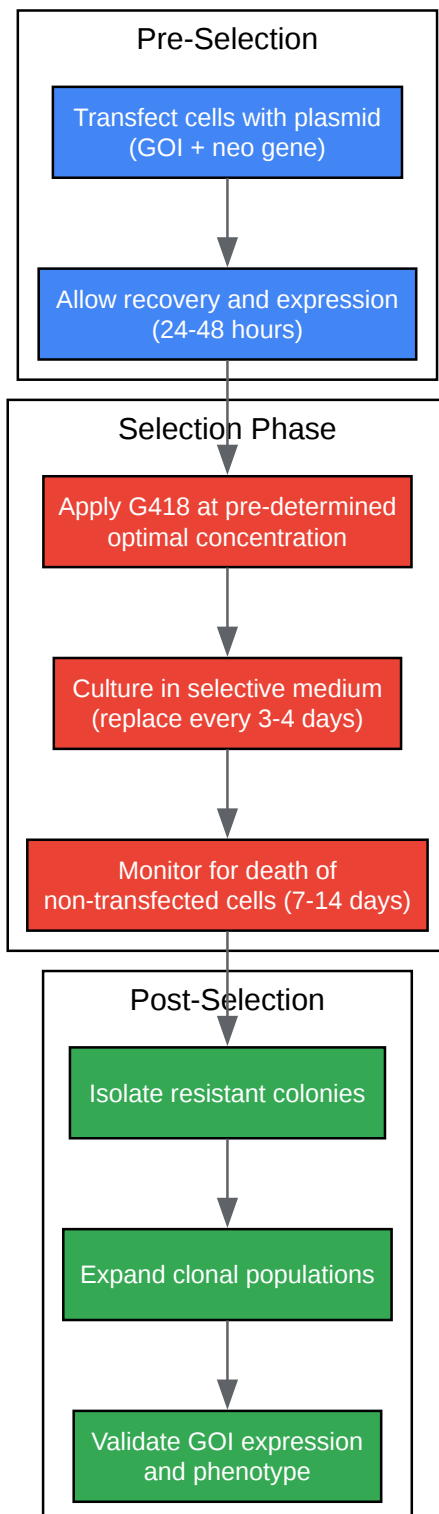 Pre-Selection
Transfect cells with plasmid
(GOI + neo gene)
Allow recovery and expression
(24-48 hours)
Selection Phase
Apply G418 at pre-determined
optimal concentration
Culture in selective medium
(replace every 3-4 days)
Monitor for death of
non-transfected cells (7-14 days)
Post-Selection
Isolate resistant colonies
Expand clonal populations
Validate GOI expression
and phenotype